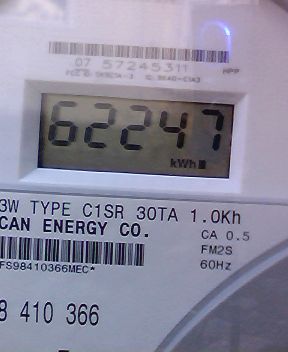 07 57245311
HPP
62247
kWh
3W TYPE C1SR 30TA 1.0Kh
CAN ENERGY CO.
CA 0.5
FM2S
60Hz
FS98410366MEC*
8 410 366